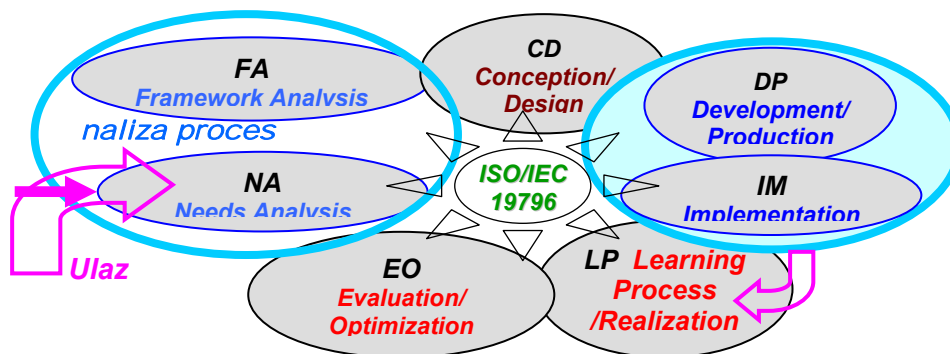 FA
Framework Analysis
naliza proces
NA
Needs Analysis
Ulaz
CD
Conception/
Design
DP
Development/
Production
IM
Implementation
ISO/IEC
19796
EO
Evaluation/
Optimization
LP Learning
Process
/Realization